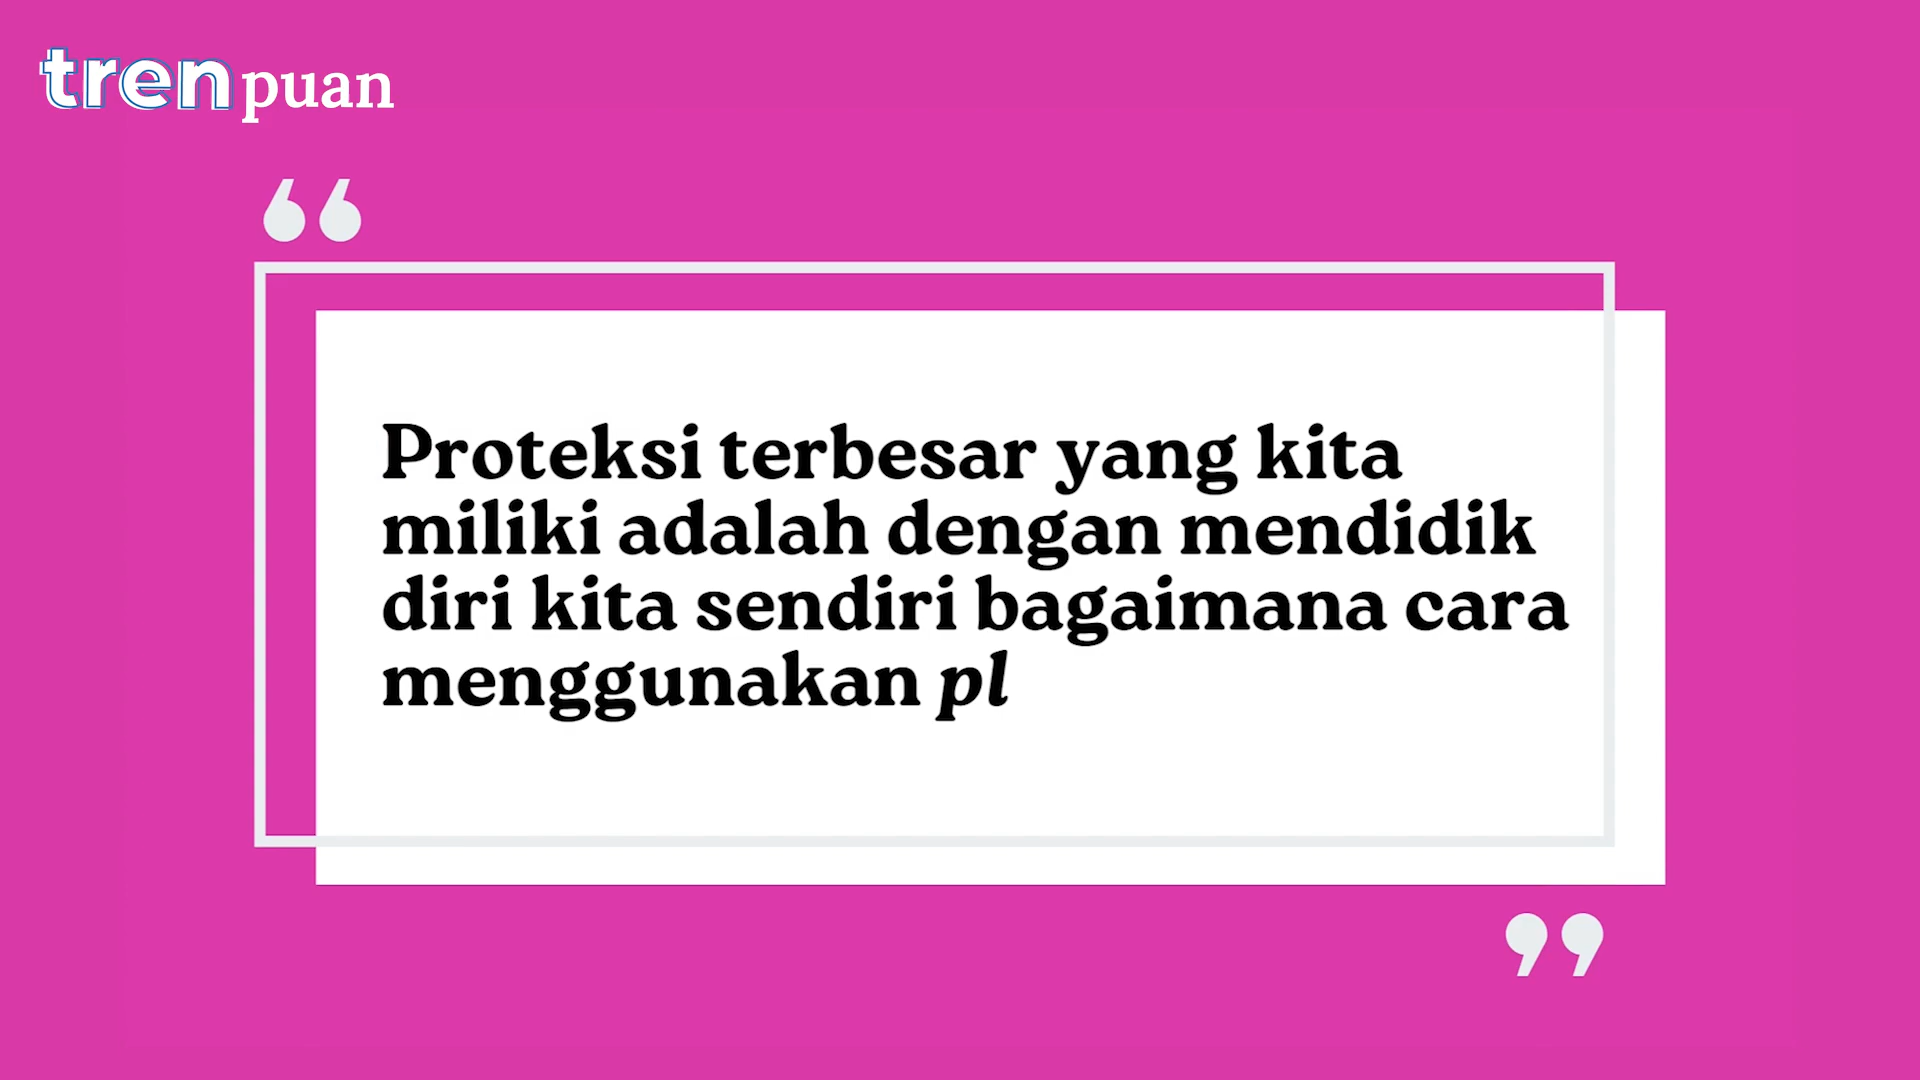 trenpuan
Proteksi terbesar yang kita
miliki adalah dengan mendidik
diri kita sendiri bagaimana cara
menggunakan pl